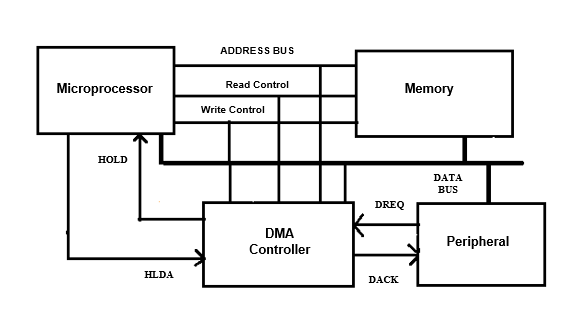 ADDRESS BUS
Microprocessor
Read Control
Memory
Write Control
HOLD
DATA
BUS
DREQ
DMA
Controller
Peripheral
HLDA
DACK